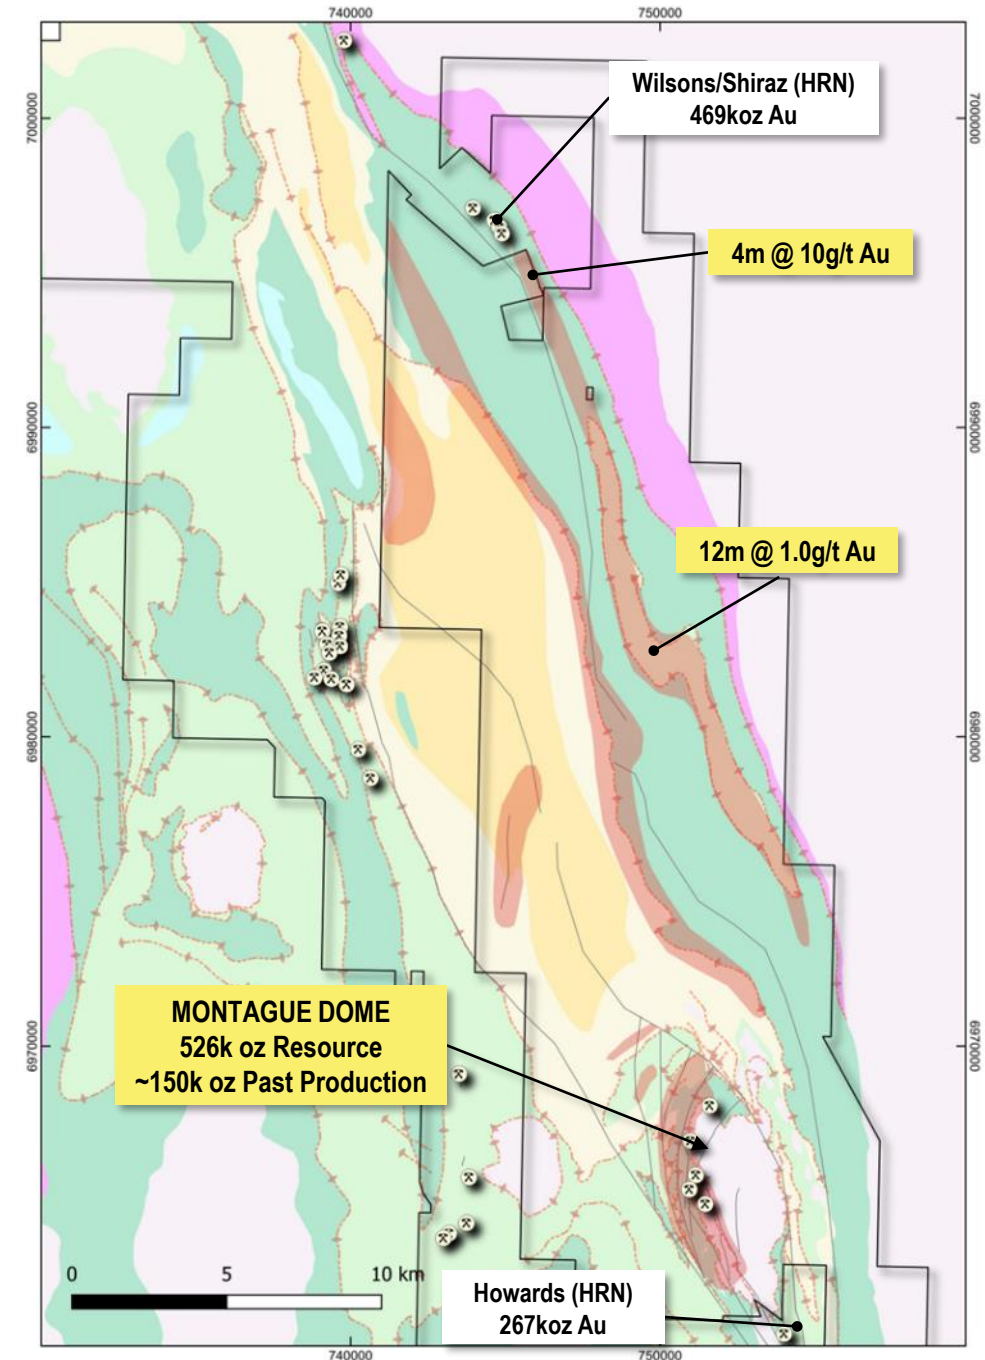 740000
750000
7000000
7000000
Wilsons/Shiraz (HRN)
469koz Au
4m @ 10g/t Au
6990000
6990000
12m @ 1.0g/t Au
6980000
6980000
MONTAGUE DOME
526k oz Resource
~150k oz Past Production
6970000
6970000
0 5 10 km
Howards (HRN)
267koz Au
740000
750000